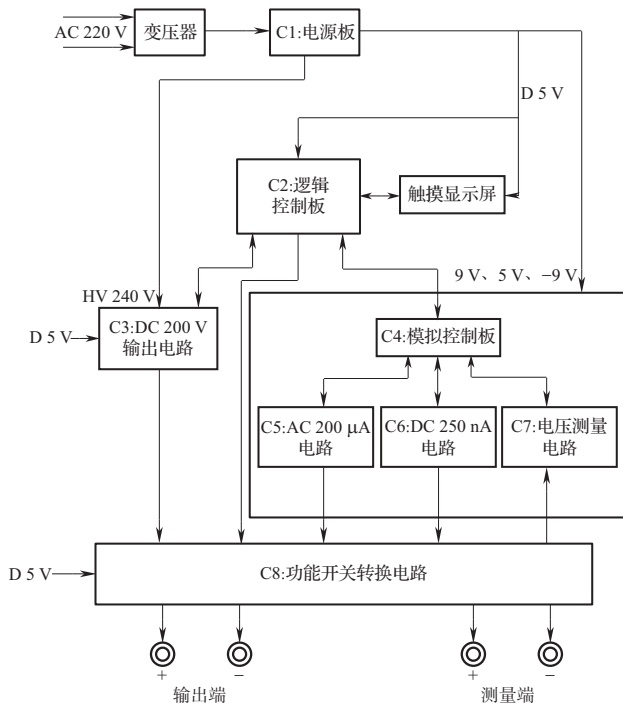 AC 220 V
变压器
C1:电源板
D 5 V
C2:逻辑
控制板
触摸显示屏
HV 240 V
9 V、5 V、−9 V
D 5 V
C3:DC 200 V
输出电路
C4:模拟控制板
C5:AC 200 μA
电路
C6:DC 250 nA
电路
C7:电压测量
电路
D 5 V
C8:功能开关转换电路
+
−
+
−
输出端
测量端